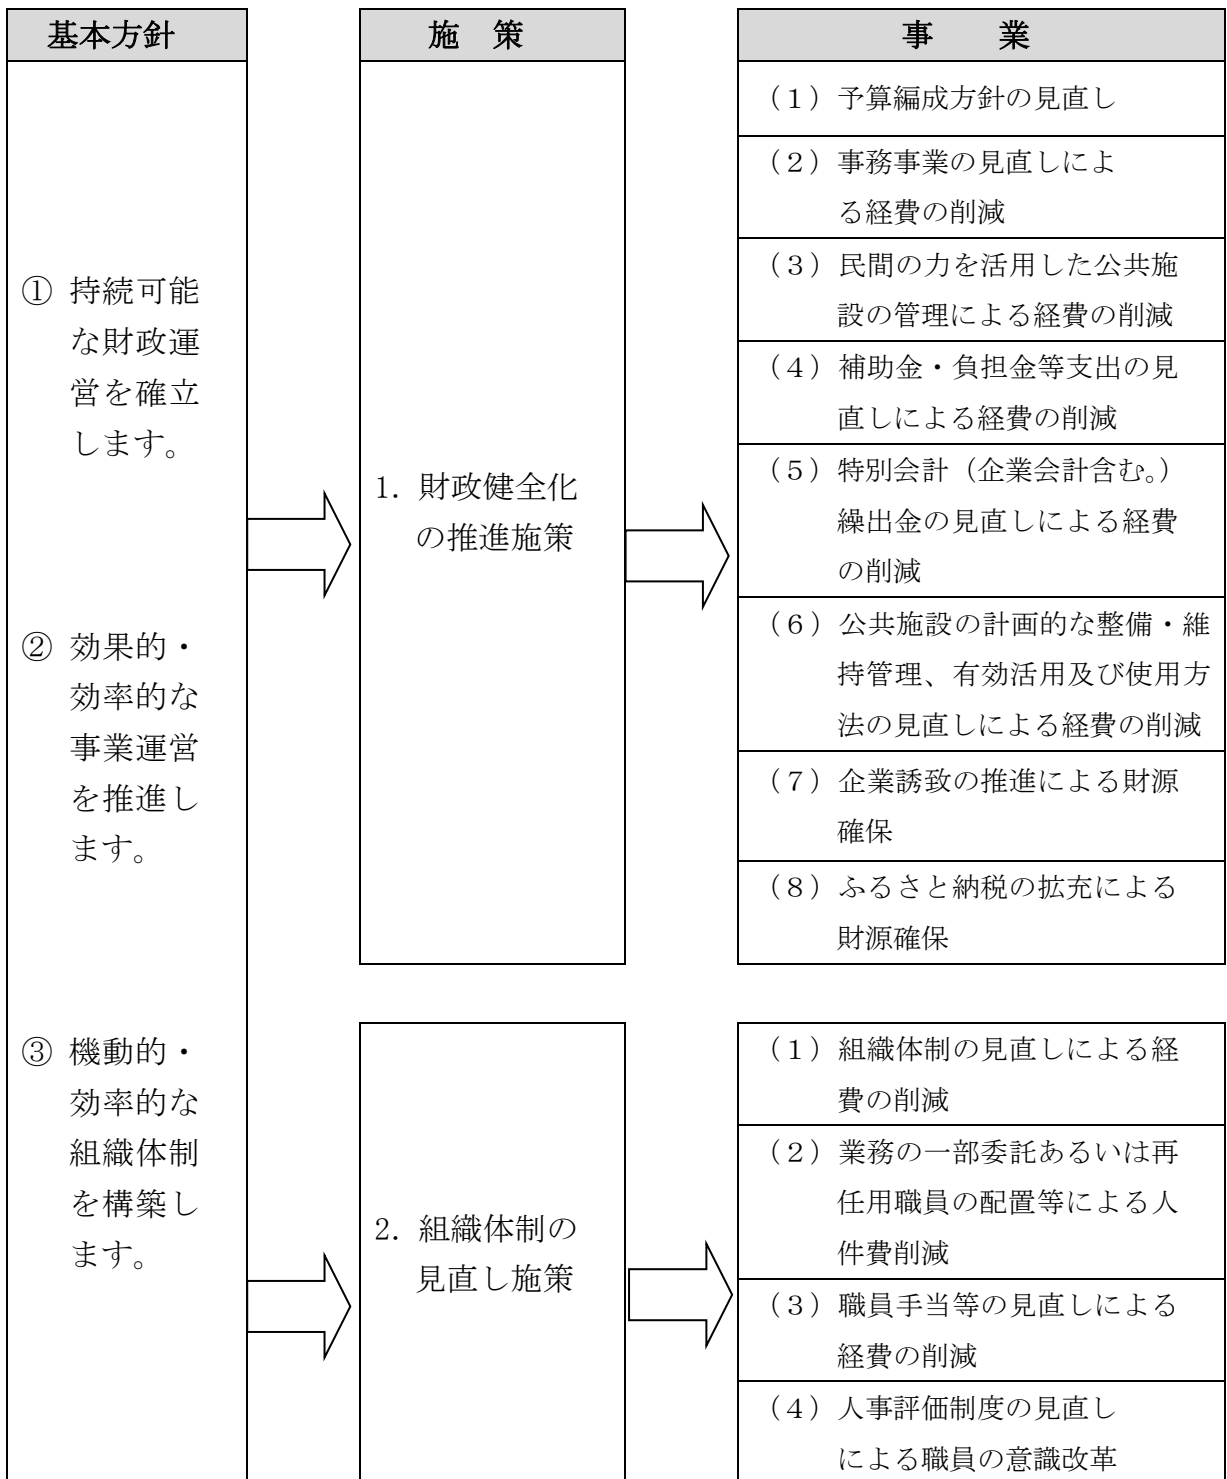 基本方針
① 持続可能
な財政運
営を確立
します。
② 効果的・
効率的な
事業運営
を推進し
ます。
③ 機動的・
効率的な
組織体制
を構築し
ます。
施　策
1. 財政健全化
の推進施策
2. 組織体制の
見直し施策
事　　業
（１）予算編成方針の見直し
（２）事務事業の見直しによ
る経費の削減
（３）民間の力を活用した公共施
設の管理による経費の削減
（４）補助金・負担金等支出の見
直しによる経費の削減
（５）特別会計（企業会計含む。）
繰出金の見直しによる経費
の削減
（６）公共施設の計画的な整備・維
持管理、有効活用及び使用方
法の見直しによる経費の削減
（７）企業誘致の推進による財源
確保
（８）ふるさと納税の拡充による
財源確保
（１）組織体制の見直しによる経
費の削減
（２）業務の一部委託あるいは再
任用職員の配置等による人
件費削減
（３）職員手当等の見直しによる
経費の削減
（４）人事評価制度の見直し
による職員の意識改革